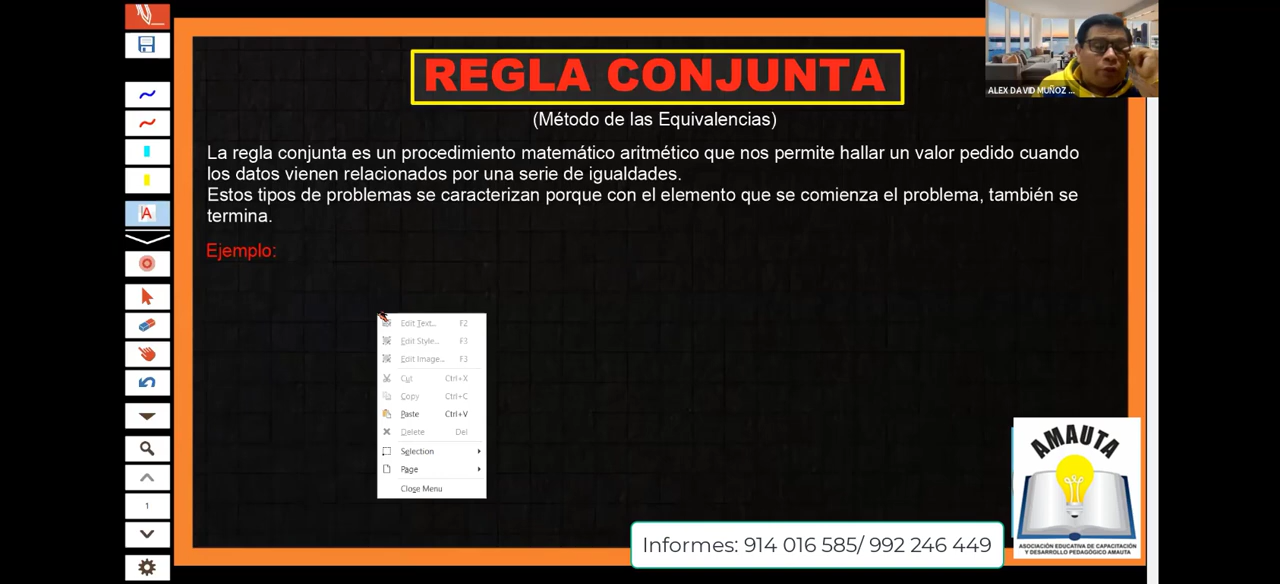 REGLA CONJUNTA
ALEX DAVID MUÑOZ ...
(Método de las Equivalencias)
La regla conjunta es un procedimiento matemático aritmético que nos permite hallar un valor pedido cuando
los datos vienen relacionados por una serie de igualdades.
Estos tipos de problemas se caracterizan porque con el elemento que se comienza el problema, también se
termina.
Ejemplo:
Edit Text... F2
Edit Style... F3
Edit Image... F3
Cut Ctrl+X
Copy Ctrl+C
Paste Ctrl+V
Delete Del
Selection
Page
Close Menu
A
1
AMAUTA
ASOCIACIÓN EDUCATIVA DE CAPACITACIÓN
Y DESARROLLO PEDAGÓGICO AMAUTA
Informes: 914 016 585/ 992 246 449